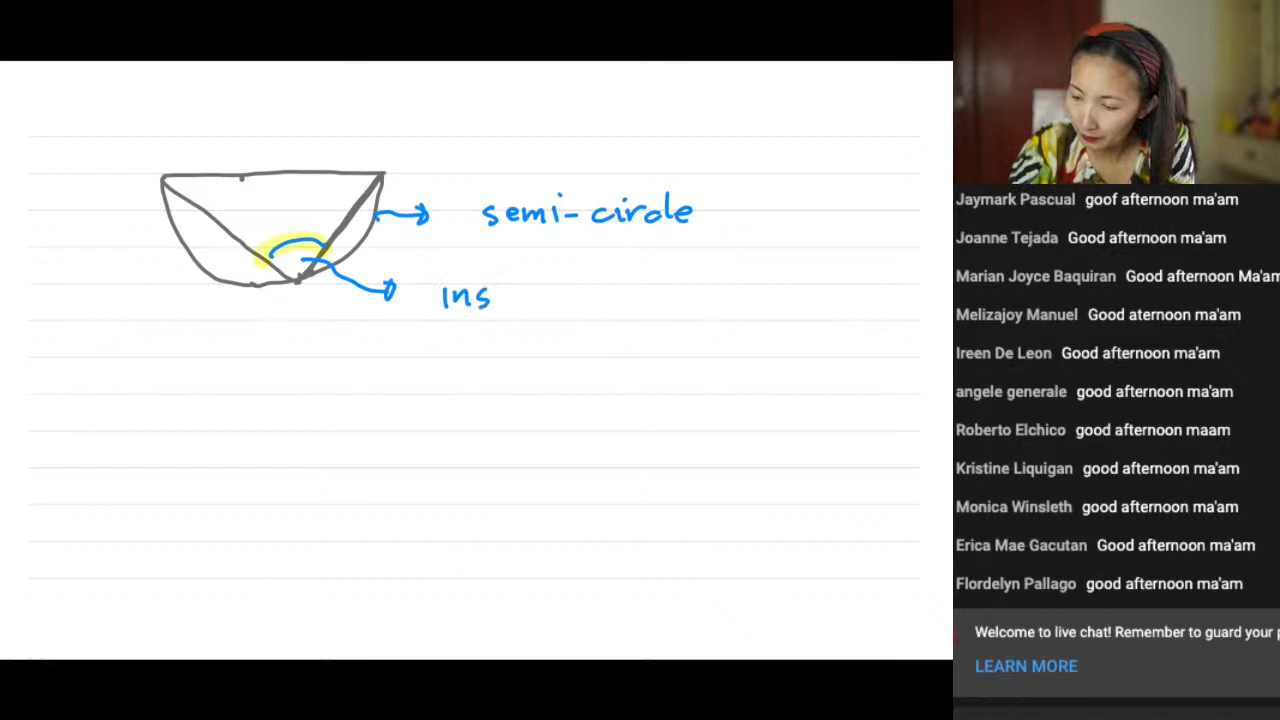 semi-circle
ins
Jaymark Pascual goof afternoon ma'am
Joanne Tejada Good afternoon ma'am
Marian Joyce Baquiran Good afternoon Ma'am
Melizajoy Manuel Good aternoon ma'am
Ireen De Leon Good afternoon ma'am
angele generale good afternoon ma'am
Roberto Elchico good afternoon maam
Kristine Liquigan good afternoon ma'am
Monica Winsleth good afternoon ma'am
Erica Mae Gacutan Good afternoon ma'am
Flordelyn Pallago good afternoon ma'am
Welcome to live chat! Remember to guard your p
LEARN MORE